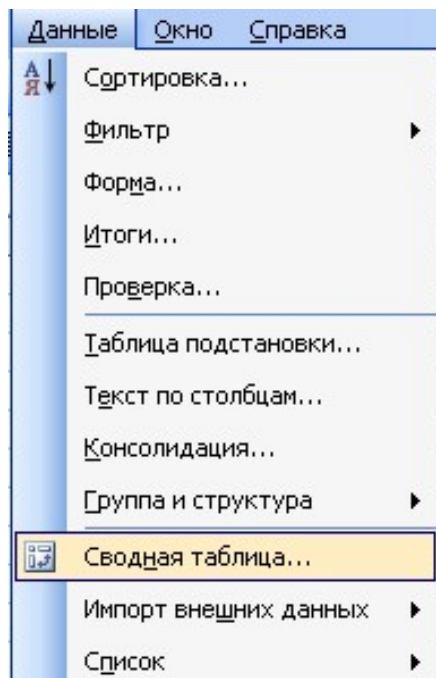 Данные Окно Справка
Сортировка...
Фильтр
Форма...
Итоги...
Проверка...
Таблица подстановки...
Текст по столбцам...
Консолидация...
Группа и структура
Сводная таблица...
Импорт внешних данных
Список